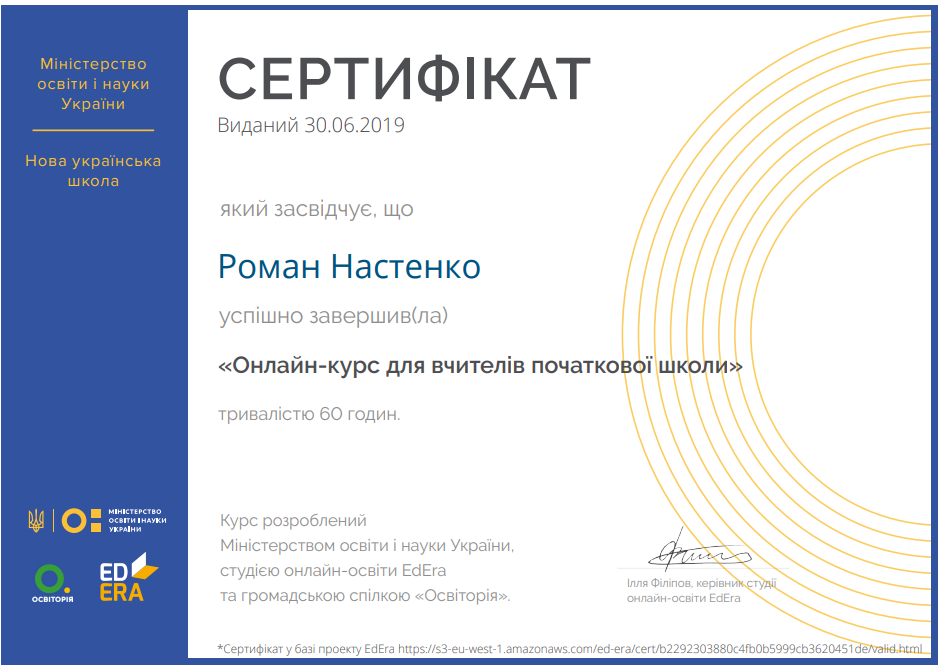 Міністерство
освіти і науки
України
Нова українська
школа
СЕРТИФІКАТ
Виданий 30.06.2019
який засвідчує, що
Роман Настенко
успішно завершив(ла)
«Онлайн-курс для вчителів початкової школи»
тривалістю 60 годин.
МІНІСТЕРСТВО
ОСВІТИ І НАУКИ
УКРАЇНИ
ОСВІТОРІЯ
ED
ERA
Курс розроблений
Міністерством освіти і науки України,
студією онлайн-освіти EdEra
та громадською спілкою «Освіторія».
Ілля Філіпов, керівник студії
онлайн-освіти EdEra
*Сертифікат у базі проекту EdEra https://s3-eu-west-1.amazonaws.com/ed-era/cert/b2292303880c4fb0b5999cb3620451de/valid.html